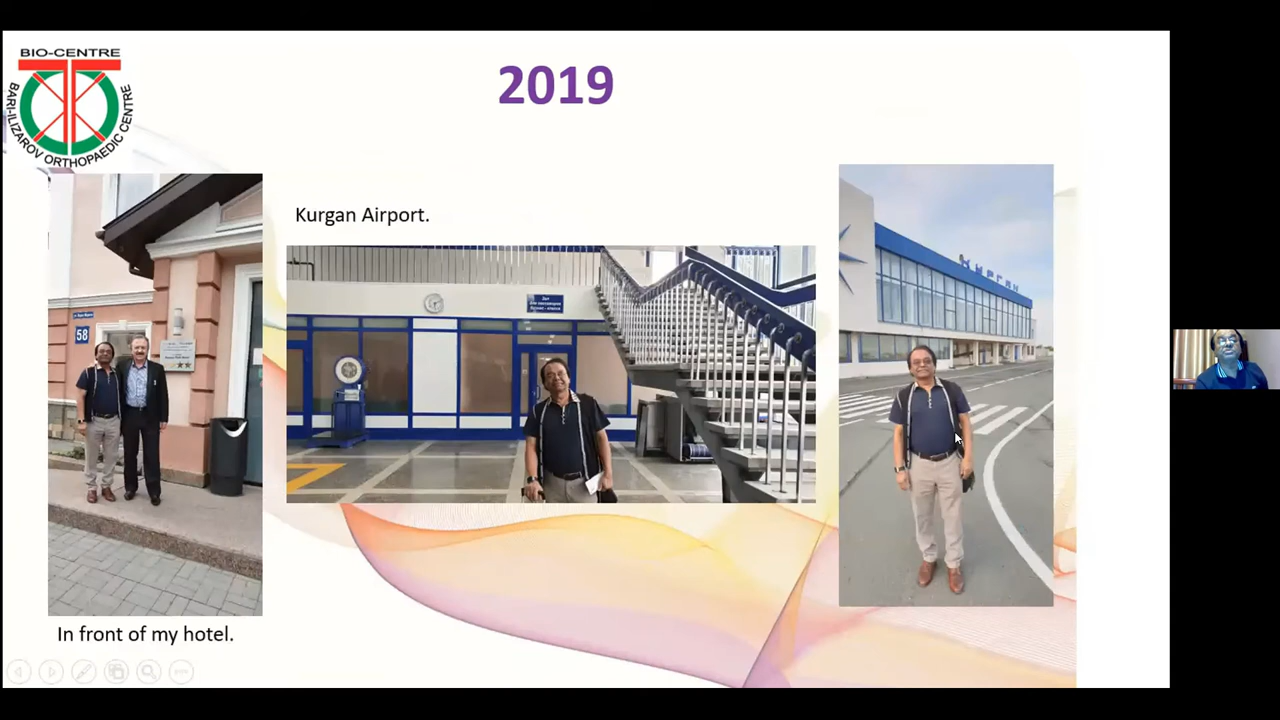 BIO-CENTRE
BARI-ILIZAROV ORTHOPAEDIC CENTRE
2019
Kurgan Airport.
58
КУРГАН
In front of my hotel.